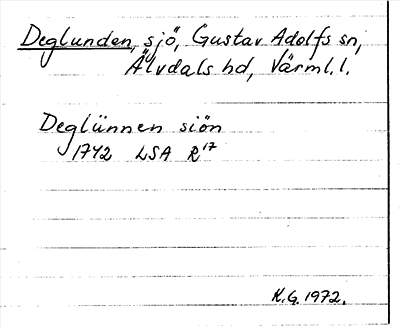 Deglunden, sjö, Gustav Adolfs sn,
Älvdals hd, Värml. l.
Deglünnen siön
1742 LSA R17
K.G. 1972.